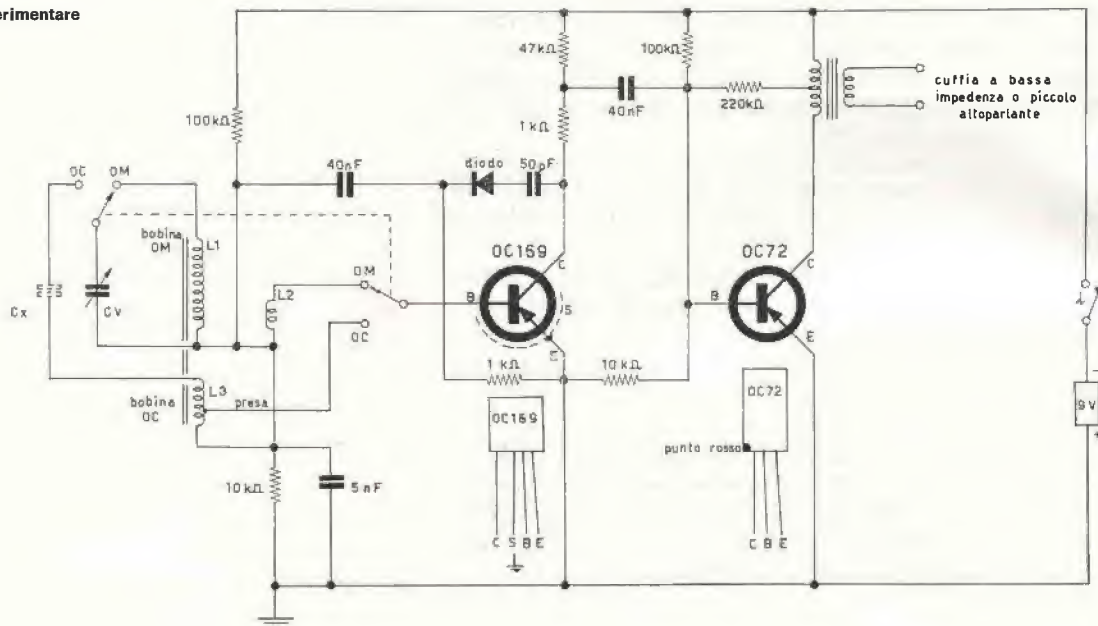 erimentare
47kΩ
100kΩ
40nF
220kΩ
cuffia a bassa
impedenza o piccolo
altoparlante
1kΩ
100kΩ
40nF
diodo
50pF
OC
OM
OC169
OC72
bobina
OM
L1
C
C
L2
OM
B
S
B
Cx
CV
E
E
OC
1kΩ
10kΩ
bobina
OC
L3
presa
OC169
OC72
9V
-
+
punto rosso
10kΩ
5nF
C S B E
C B E